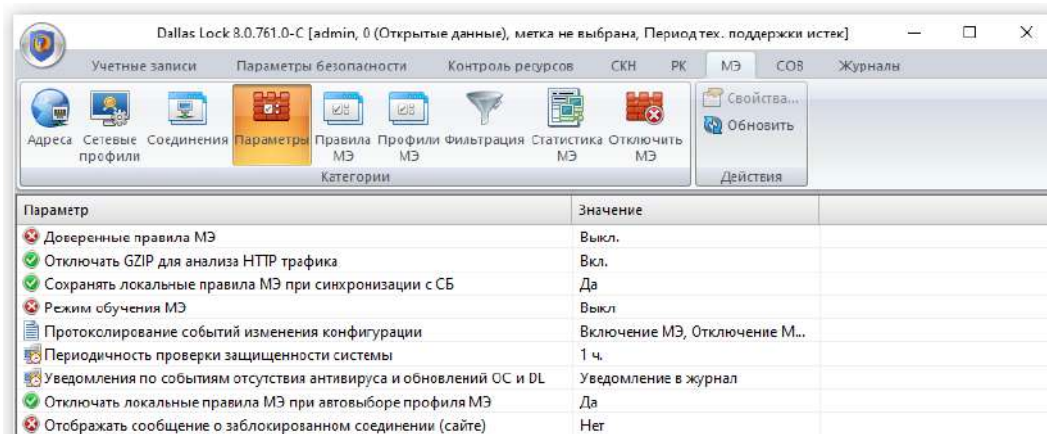 Dallas Lock 8.0.761.0-C [admin, 0 (Открытые данные), метка не выбрана, Период тех. поддержки истек]
Учетные записи Параметры безопасности Контроль ресурсов СКН РК МЭ СОВ Журналы
Адреса Сетевые профили Соединения Параметры Правила МЭ Профили МЭ Фильтрация Статистика МЭ Отключить МЭ
Свойства...
Обновить
Категории Действия
Параметр Значение
Доверенные правила МЭ Выкл.
Отключать GZIP для анализа HTTP трафика Вкл.
Сохранять локальные правила МЭ при синхронизации с СБ Да
Режим обучения МЭ Выкл
Протоколирование событий изменения конфигурации Включение МЭ, Отключение М...
Периодичность проверки защищенности системы 1 ч.
Уведомления по событиям отсутствия антивируса и обновлений ОС и DL Уведомление в журнал
Отключать локальные правила МЭ при автовыборе профиля МЭ Да
Отображать сообщение о заблокированном соединении (сайте) Нет